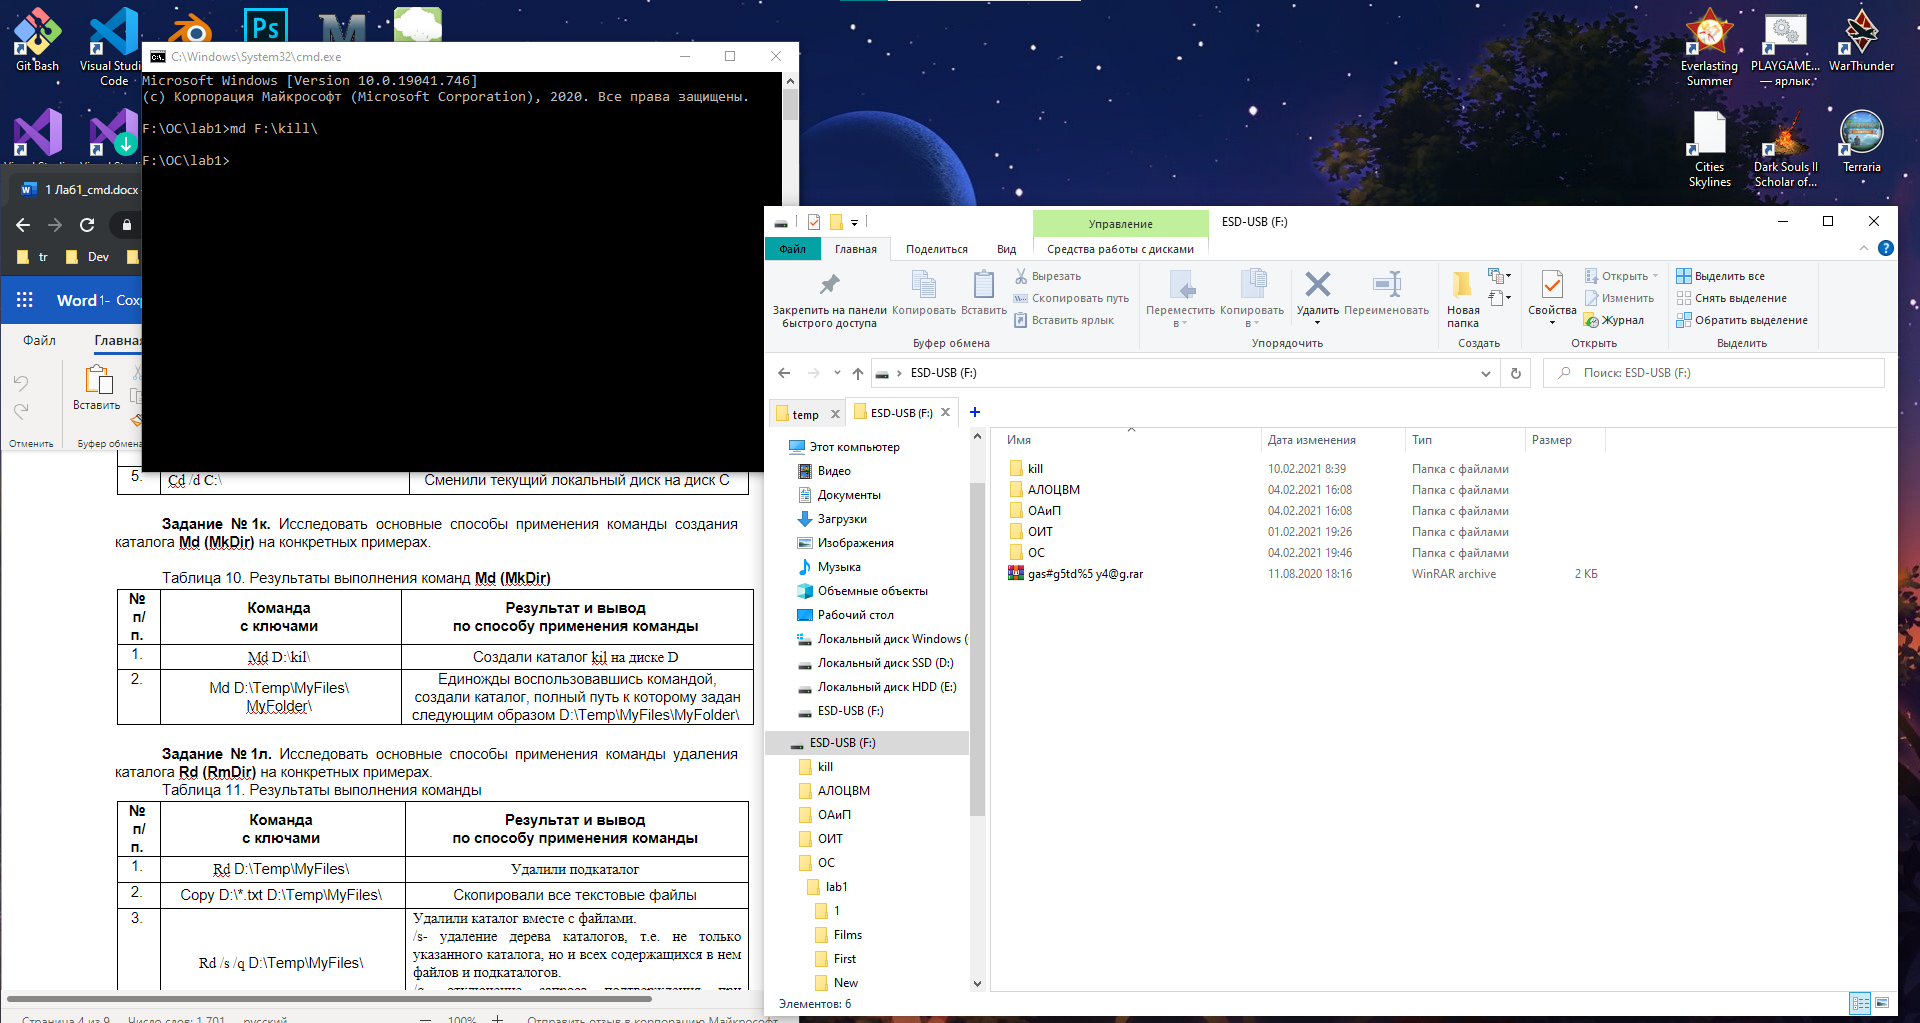 Git Bash
Visual Studi
Code
Ps
Everlasting
Summer
PLAYGAME...
— ярлык.
WarThunder
Cities
Skylines
Dark Souls II
Scholar of...
Terraria
C:\Windows\System32\cmd.exe
Microsoft Windows [Version 10.0.19041.746]
(c) Корпорация Майкрософт (Microsoft Corporation), 2020. Все права защищены.
F:\OC\lab1>md F:\kill\
F:\OC\lab1>
1 Лаб1_cmd.docx
tr
Dev
Word
1- Сохр
Файл
Главна
Вставить
Отменить
Буфер обмена
5.
Cd /d C:\
Сменили текущий локальный диск на диск C
Задание №1к. Исследовать основные способы применения команды создания
каталога Md (MkDir) на конкретных примерах.
Таблица 10. Результаты выполнения команд Md (MkDir)
№
п/
п.
Команда
с ключами
Результат и вывод
по способу применения команды
1.
Md D:\kil\
Создали каталог kil на диске D
2.
Md D:\Temp\MyFiles\
MyFolder\
Единожды воспользовавшись командой,
создали каталог, полный путь к которому задан
следующим образом D:\Temp\MyFiles\MyFolder\
Задание №1л. Исследовать основные способы применения команды удаления
каталога Rd (RmDir) на конкретных примерах.
Таблица 11. Результаты выполнения команды
№
п/
п.
Команда
с ключами
Результат и вывод
по способу применения команды
1.
Rd D:\Temp\MyFiles\
Удалили подкаталог
2.
Copy D:\*.txt D:\Temp\MyFiles\
Скопировали все текстовые файлы
3.
Rd /s /q D:\Temp\MyFiles\
Удалили каталог вместе с файлами.
/s- удаление дерева каталогов, т.е. не только
указанного каталога, но и всех содержащихся в нем
файлов и подкаталогов.
Страница 4 из 9
Число слов: 1 701
русский
100%
Отправить отзыв в корпорацию Майкрософт
Управление
ESD-USB (F:)
Файл
Главная
Поделиться
Вид
Средства работы с дисками
Закрепить на панели
быстрого доступа
Копировать
Вставить
Вырезать
Скопировать путь
Вставить ярлык
Буфер обмена
Переместить
в
Копировать
в
Удалить
Переименовать
Упорядочить
Новая
папка
Создать
Свойства
Открыть
Изменить
Журнал
Открыть
Выделить все
Снять выделение
Обратить выделение
Выделить
ESD-USB (F:)
Поиск: ESD-USB (F:)
temp
ESD-USB (F:)
Этот компьютер
Видео
Документы
Загрузки
Изображения
Музыка
Объемные объекты
Рабочий стол
Локальный диск Windows (
Локальный диск SSD (D:)
Локальный диск HDD (E:)
ESD-USB (F:)
ESD-USB (F:)
kill
АЛОЦВМ
ОАиП
ОИТ
ОС
lab1
1
Films
First
New
Имя
Дата изменения
Тип
Размер
kill
10.02.2021 8:39
Папка с файлами
АЛОЦВМ
04.02.2021 16:08
Папка с файлами
ОАиП
04.02.2021 16:08
Папка с файлами
ОИТ
01.02.2021 19:26
Папка с файлами
ОС
04.02.2021 19:46
Папка с файлами
gas#g5td%5 y4@g.rar
11.08.2020 18:16
WinRAR archive
2 КБ
Элементов: 6